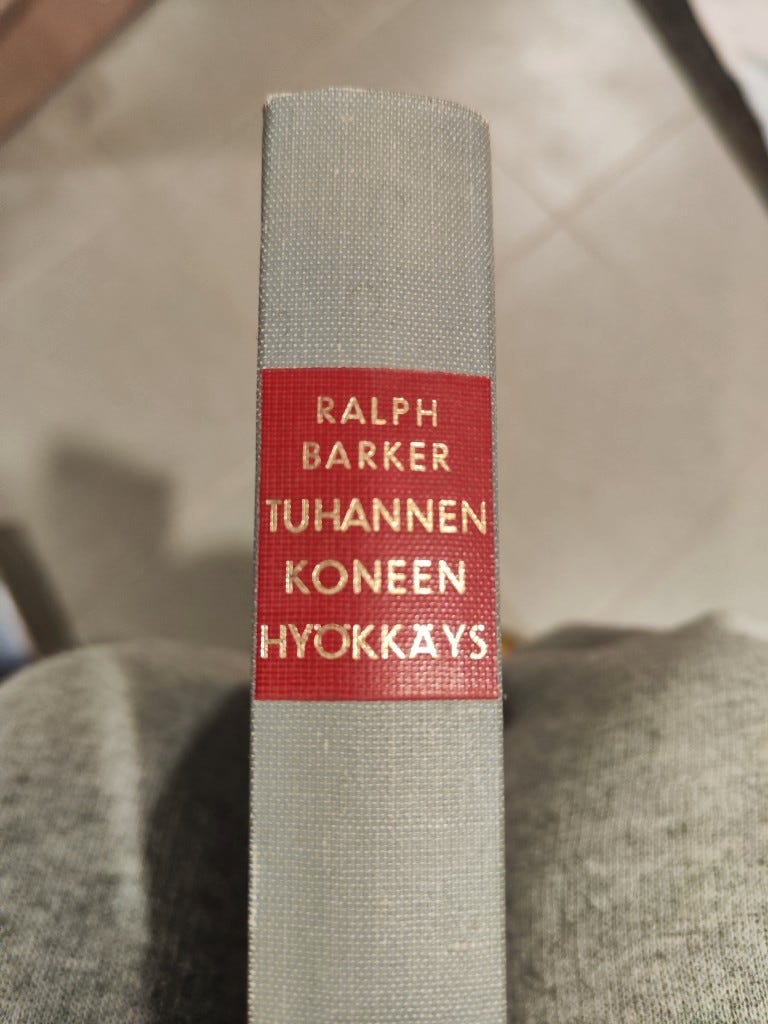 RALPH
BARKER
TUHANNEN
KONEEN
HYÖKKÄYS